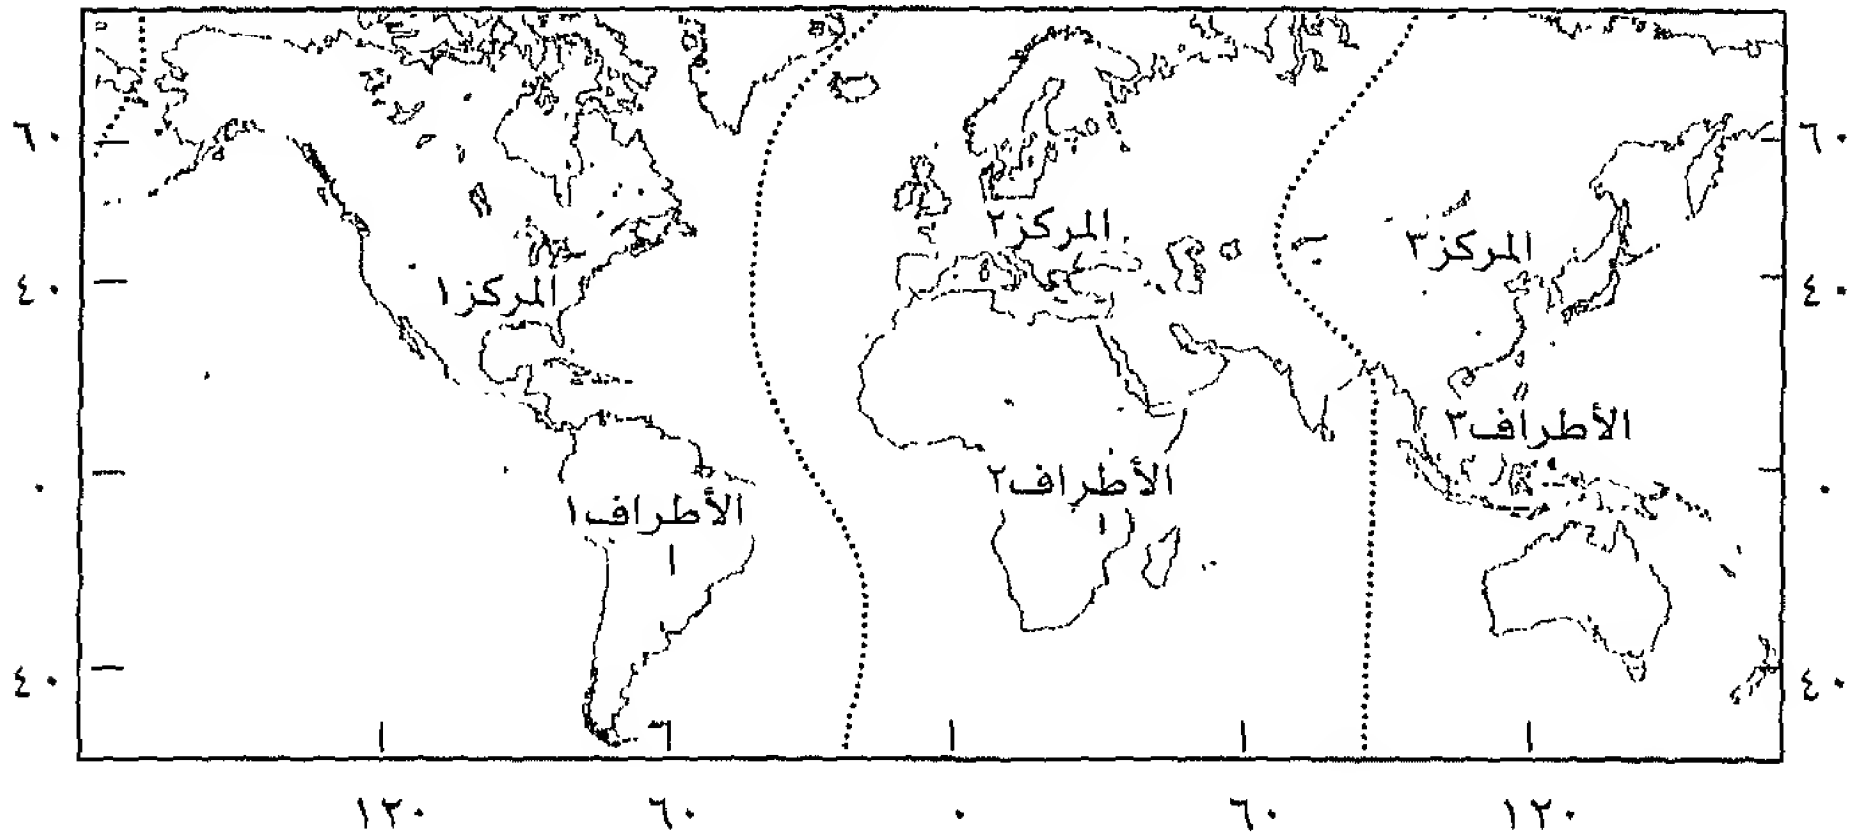 ٦٠ ٦٠
المركز٢
المركز٣
المركز١
٤٠ ٤٠
الأطراف٣
الأطراف٢
٠ ٠
الأطراف١
٤٠ ٤٠
١٢٠ ٦٠ ٠ ٦٠ ١٢٠